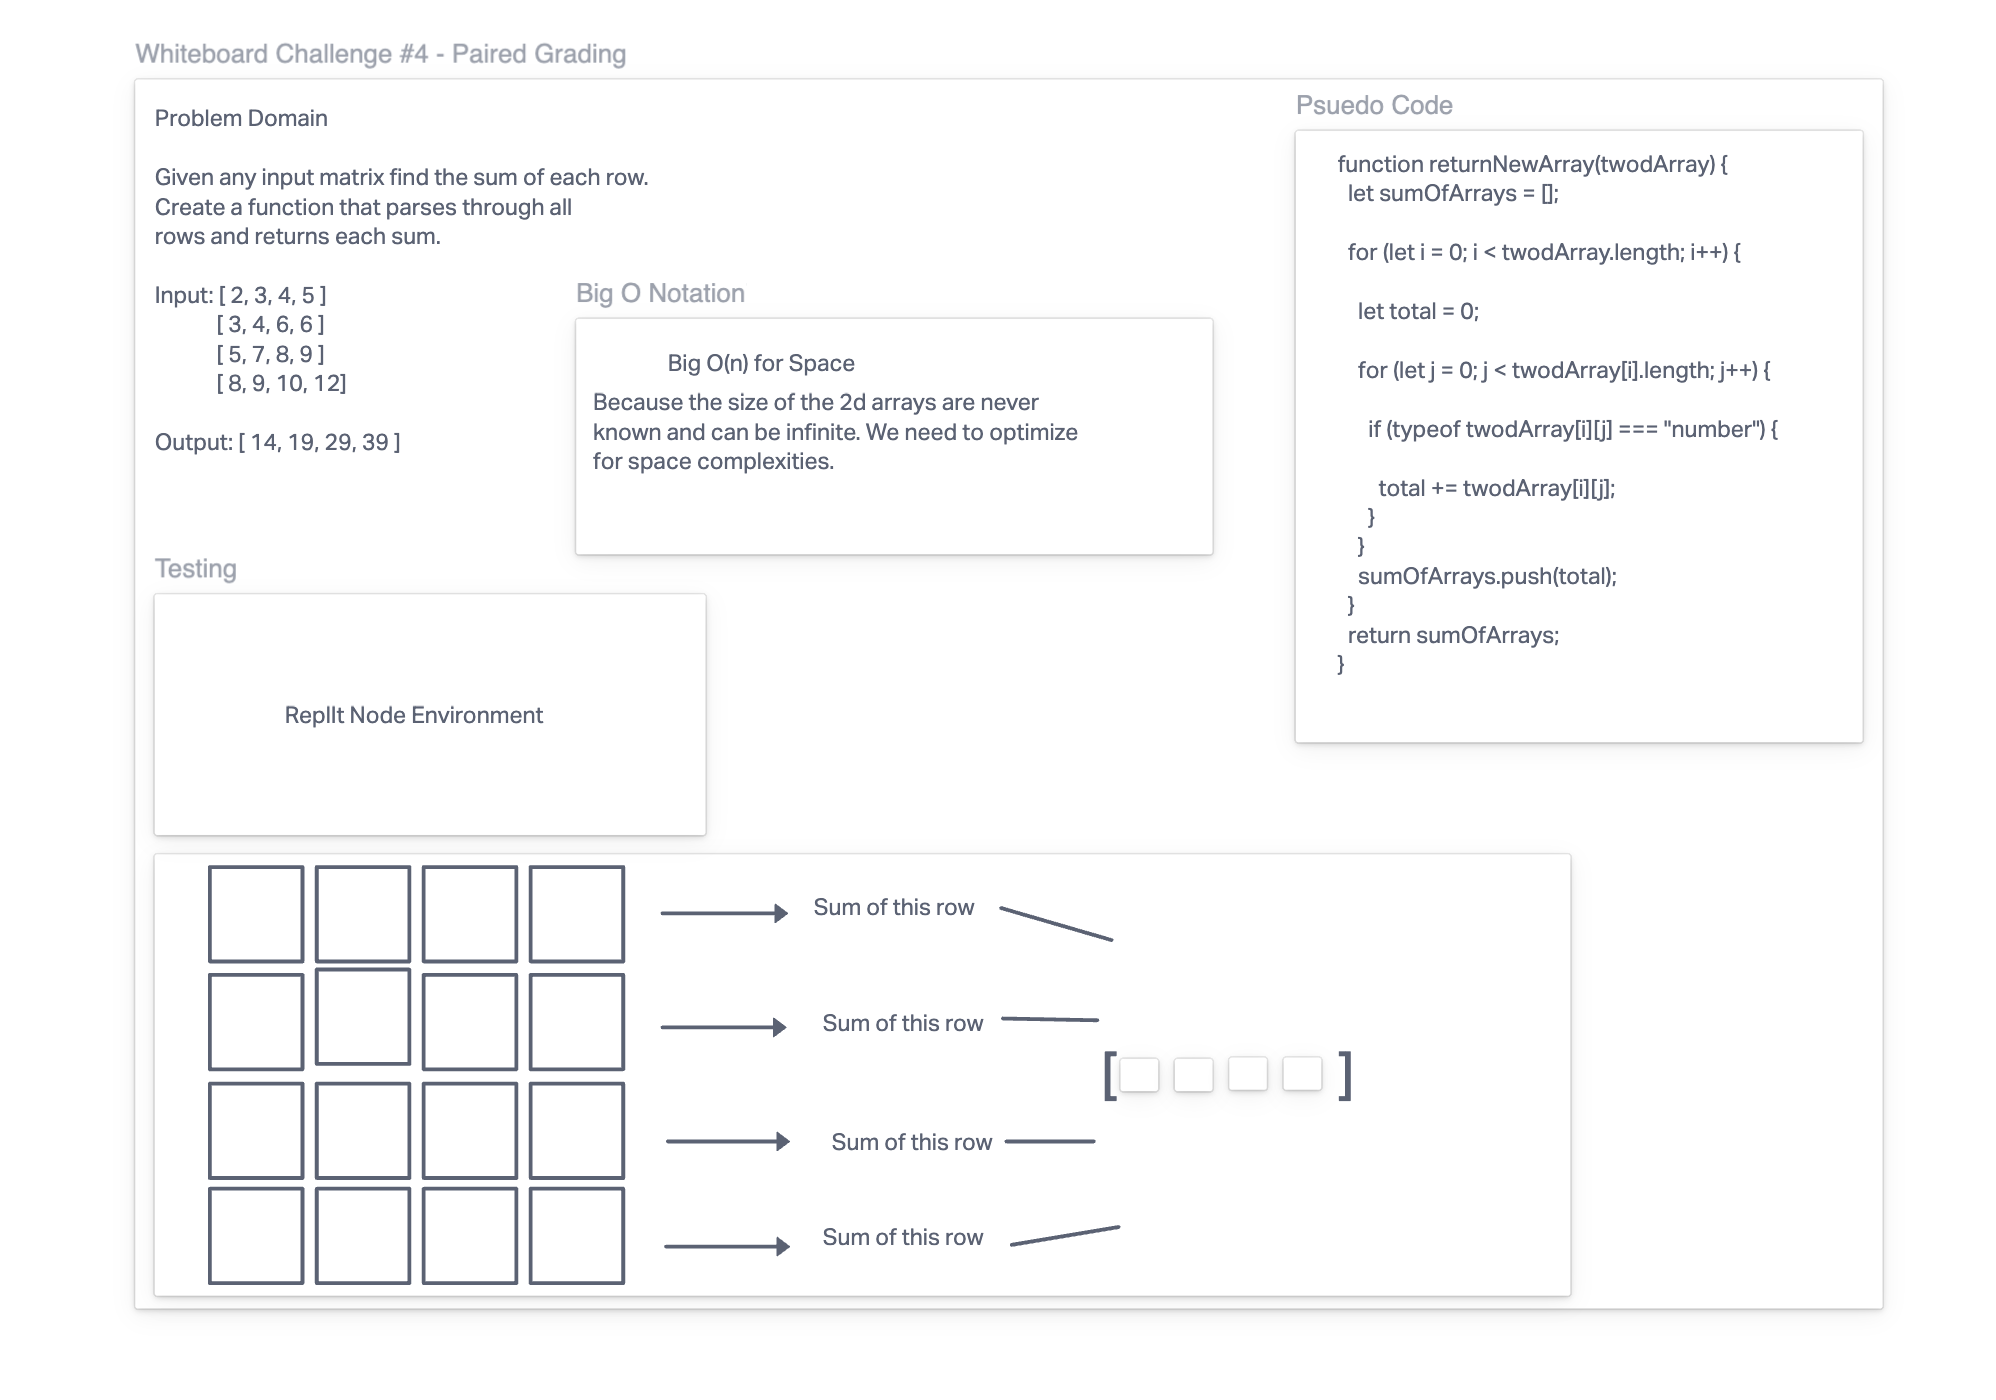 Whiteboard Challenge #4 - Paired Grading
Problem Domain
Given any input matrix find the sum of each row.
Create a function that parses through all
rows and returns each sum.
Input: [ 2, 3, 4, 5 ]
[ 3, 4, 6, 6 ]
[ 5, 7, 8, 9 ]
[ 8, 9, 10, 12]
Output: [ 14, 19, 29, 39 ]
Big O Notation
Big O(n) for Space
Because the size of the 2d arrays are never
known and can be infinite. We need to optimize
for space complexities.
Testing
ReplIt Node Environment
Psuedo Code
function returnNewArray(twodArray) {
let sumOfArrays = [];
for (let i = 0; i < twodArray.length; i++) {
let total = 0;
for (let j = 0; j < twodArray[i].length; j++) {
if (typeof twodArray[i][j] === "number") {
total += twodArray[i][j];
}
}
sumOfArrays.push(total);
}
return sumOfArrays;
}
Sum of this row
Sum of this row
[ ]
Sum of this row
Sum of this row